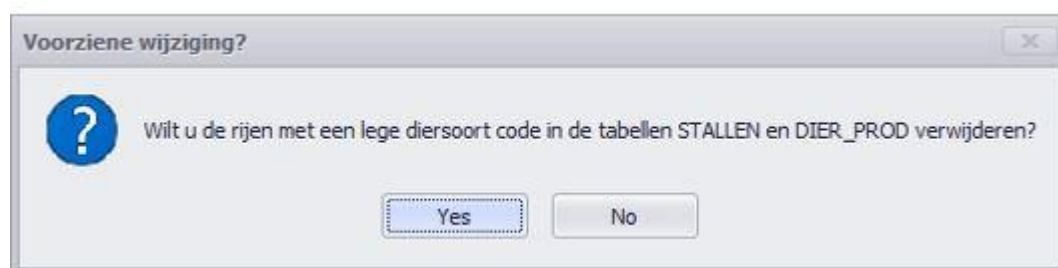 Voorziene wijziging?
Wilt u de rijen met een lege diersoort code in de tabellen STALLEN en DIER_PROD verwijderen?
Yes No